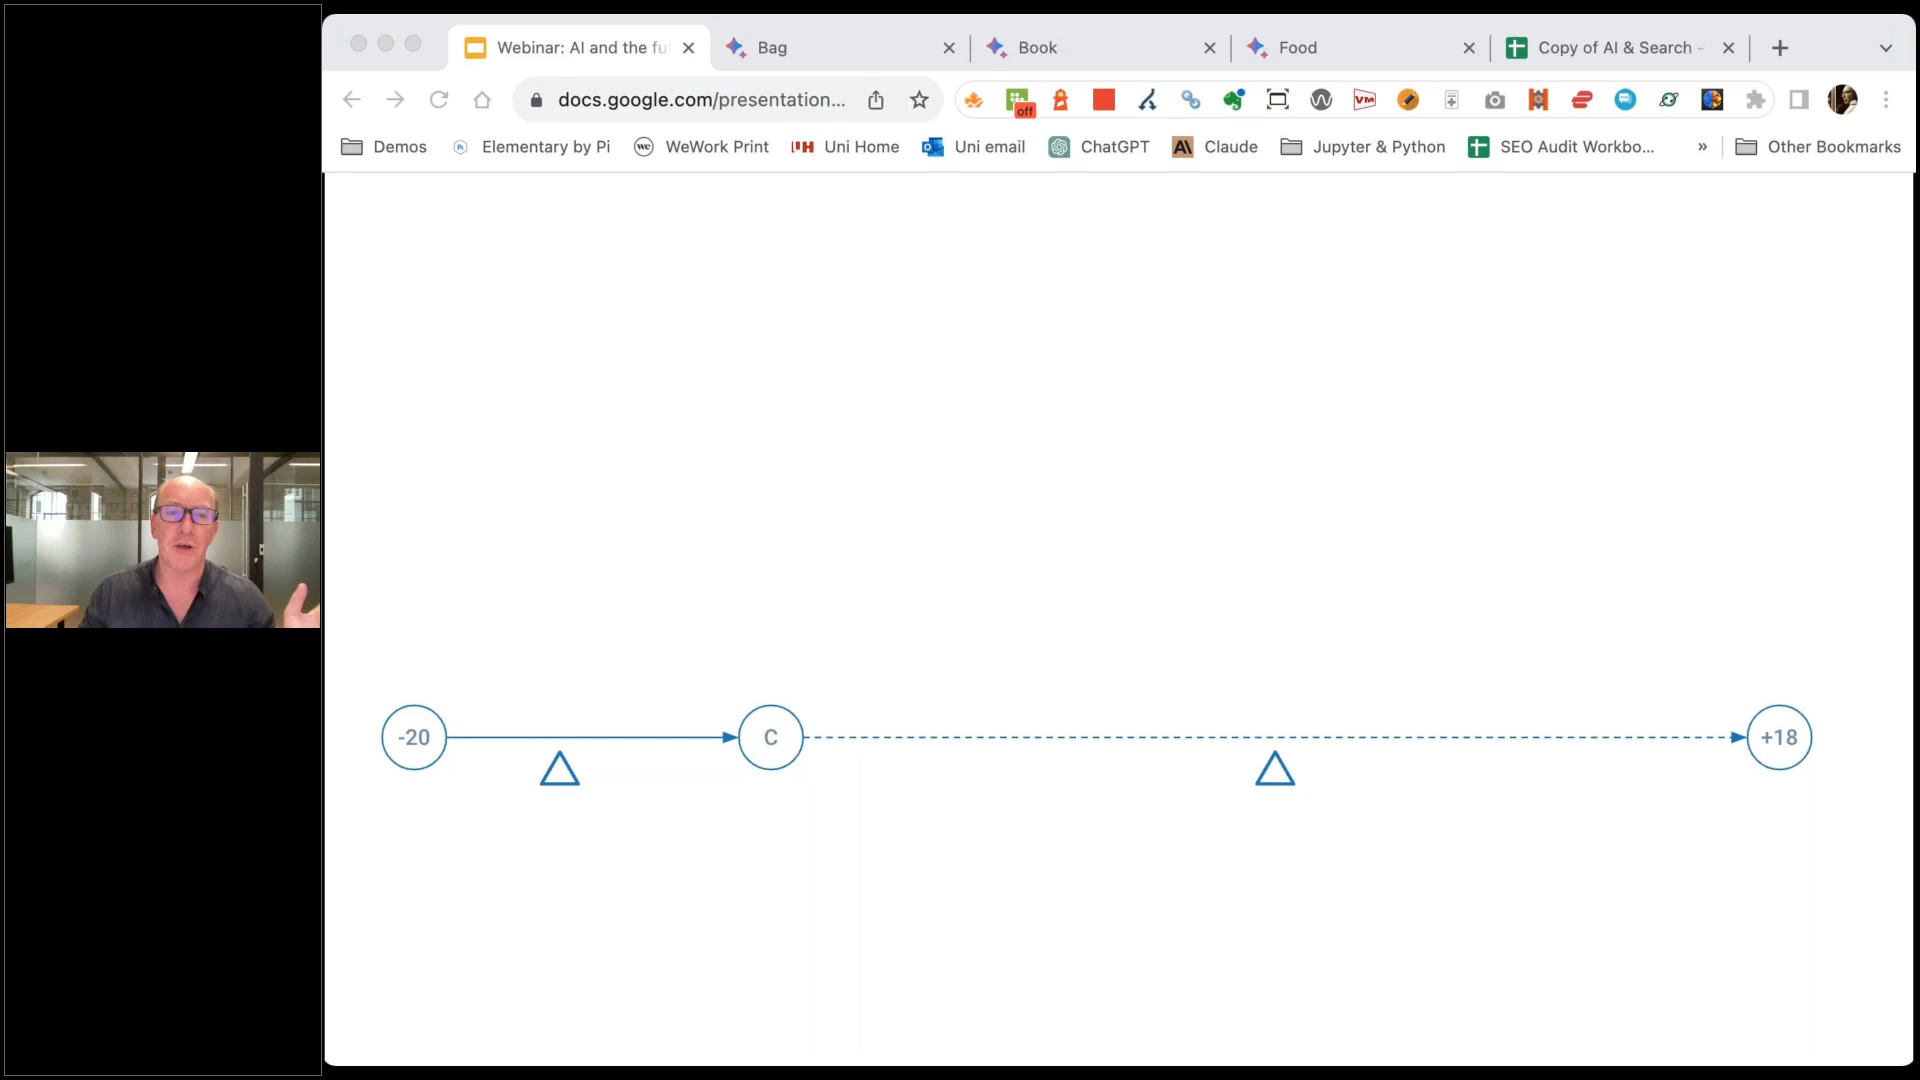 Webinar: AI and the fu
Bag
Book
Food
Copy of AI & Search -
docs.google.com/presentation...
off
VM
Demos
Elementary by Pi
WeWork Print
Uni Home
Uni email
ChatGPT
Claude
Jupyter & Python
SEO Audit Workbo...
»
Other Bookmarks
-20
C
+18